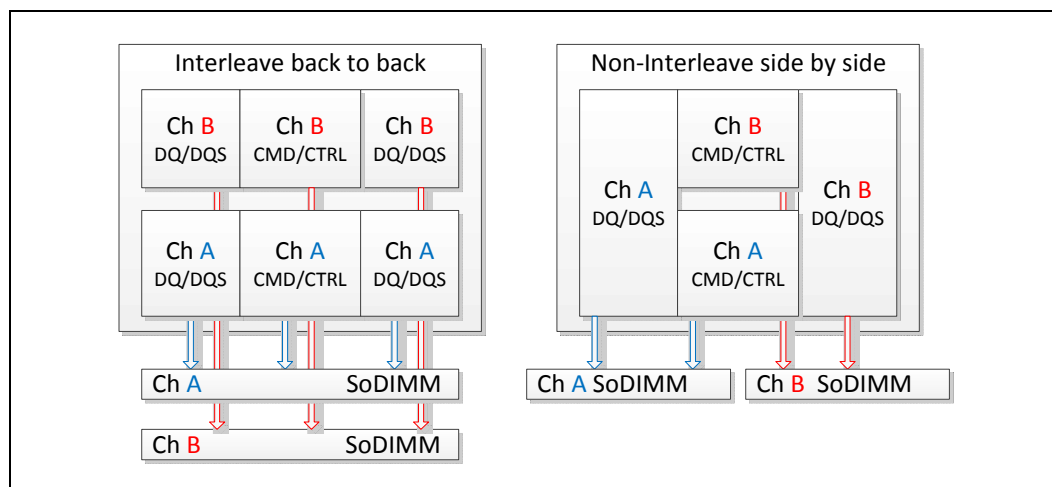 Interleave back to back
Ch B
DQ/DQS
Ch B
CMD/CTRL
Ch B
DQ/DQS
Ch A
DQ/DQS
Ch A
CMD/CTRL
Ch A
DQ/DQS
Ch A SoDIMM
Ch B SoDIMM
Non-Interleave side by side
Ch A
DQ/DQS
Ch B
CMD/CTRL
Ch A
CMD/CTRL
Ch B
DQ/DQS
Ch A SoDIMM
Ch B SoDIMM